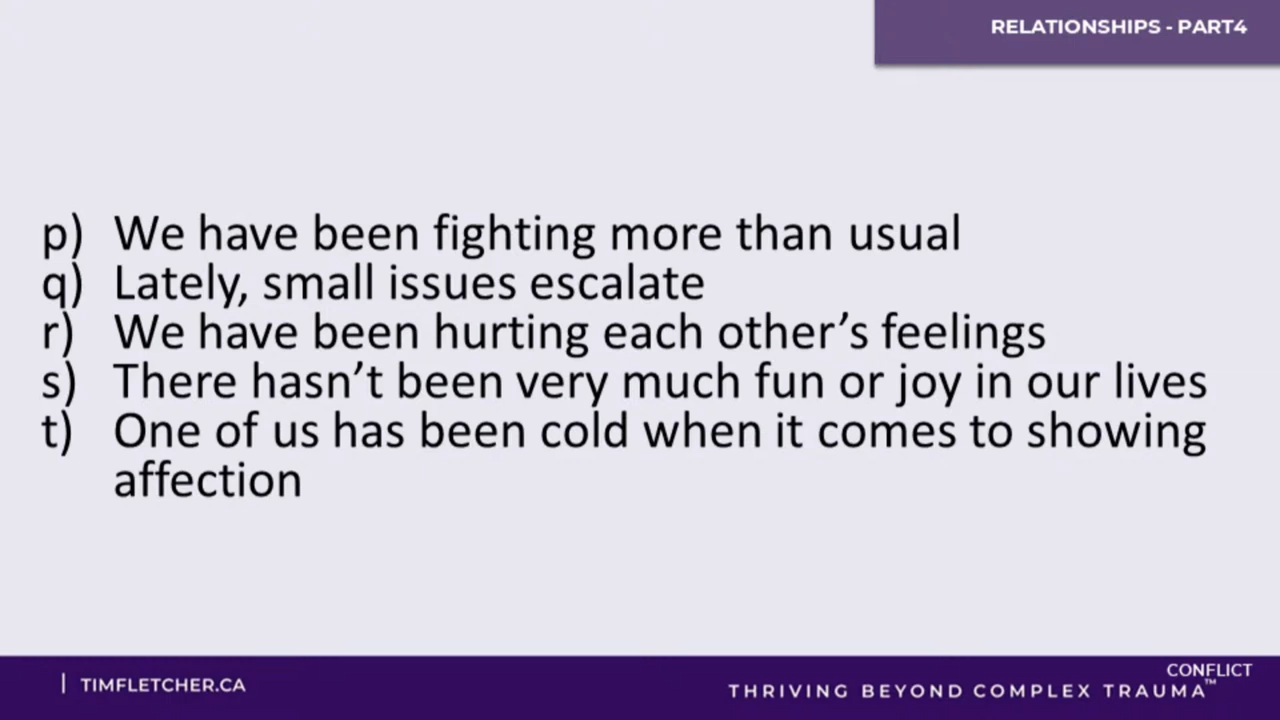 RELATIONSHIPS - PART4
p) We have been fighting more than usual
q) Lately, small issues escalate
r) We have been hurting each other’s feelings
s) There hasn’t been very much fun or joy in our lives
t) One of us has been cold when it comes to showing
affection
| TIMFLETCHER.CA
CONFLICT
THRIVING BEYOND COMPLEX TRAUMA™